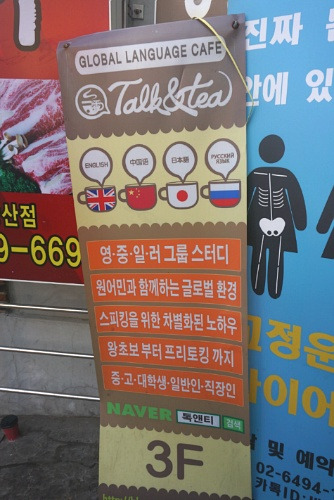 GLOBAL LANGUAGE CAFE
Talk&tea
ENGLISH
中国语
日本語
РУССКИЙ ЯЗЫК
영·중·일·러 그룹 스터디
원어민과 함께하는 글로벌 환경
스피킹을 위한 차별화된 노하우
왕초보 부터 프리토킹 까지
중·고·대학생·일반인·직장인
NAVER 톡앤티 검색
3F
산점
9-669
진짜
안에 있
고정은
및 예약
02-6494-